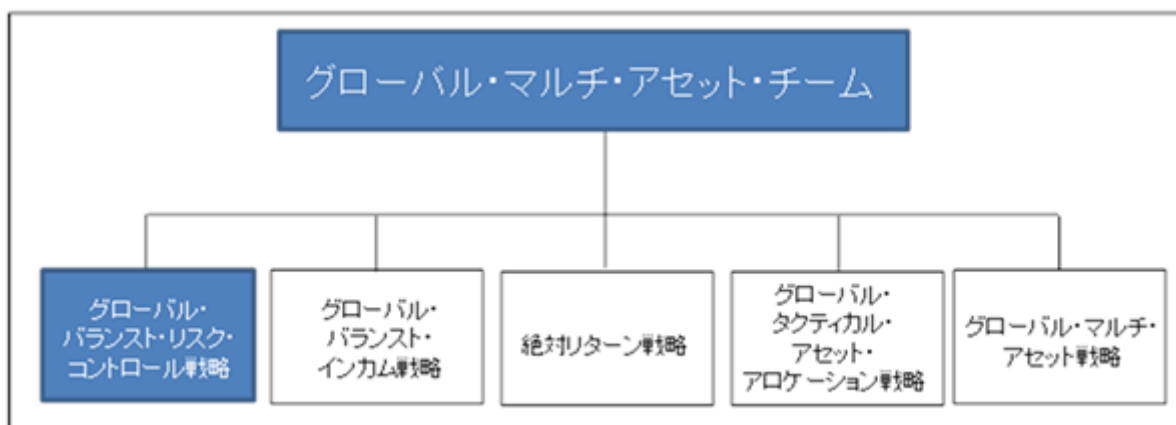 グローバル・マルチ・アセット・チーム
グローバル・
バランスト・リスク・
コントロール戦略
グローバル・
バランスト・
インカム戦略
絶対リターン戦略
グローバル・
タクティカル・
アセット・
アロケーション戦略
グローバル・マルチ・
アセット戦略